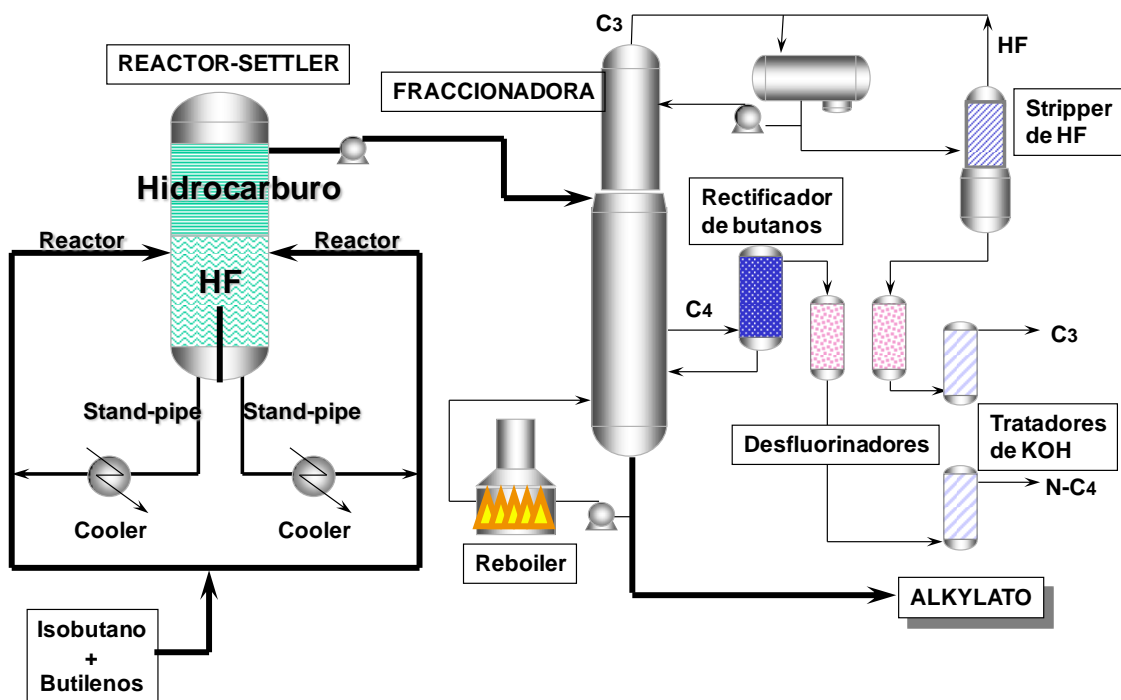 C3
HF
REACTOR-SETTLER
FRACCIONADORA
Stripper
de HF
Hidrocarburo
Rectificador
de butanos
Reactor
Reactor
HF
C4
C3
Stand-pipe
Stand-pipe
Desfluorinadores
Tratadores
de KOH
N-C4
Cooler
Cooler
Reboiler
ALKYLATO
Isobutano
+
Butilenos